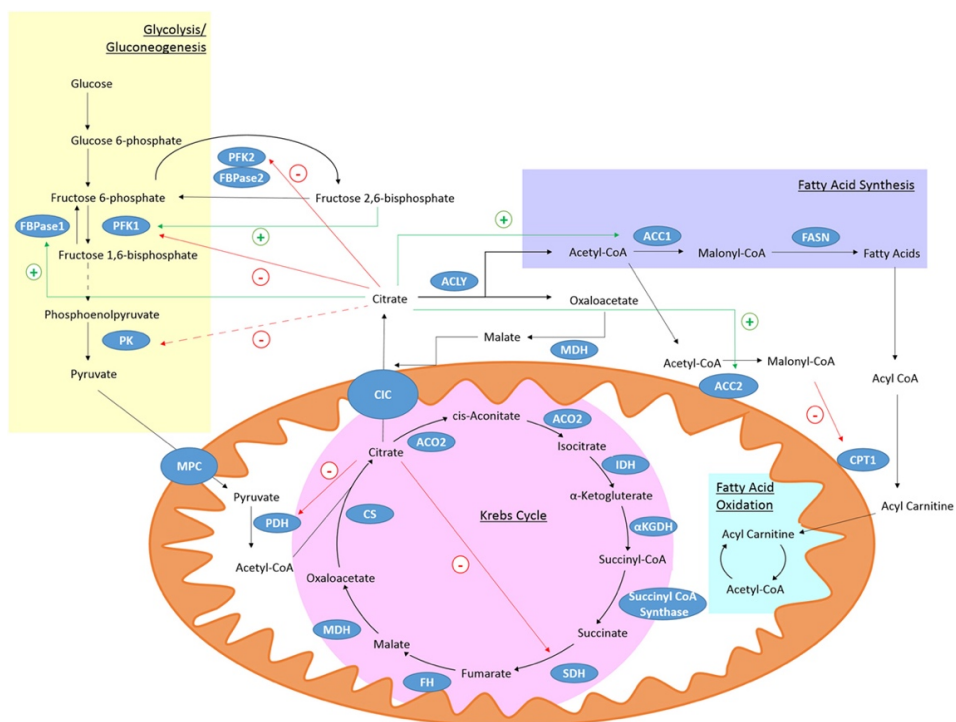 Glycolysis/
Gluconeogenesis
Glucose
Glucose 6-phosphate
PFK2
-
FBPase2
Fructose 6-phosphate
Fructose 2,6-bisphosphate
Fatty Acid Synthesis
FBPase1
PFK1
+
+
ACC1
FASN
Fructose 1,6-bisphosphate
Acetyl-CoA
Malonyl-CoA
Fatty Acids
+
-
ACLY
Citrate
Oxaloacetate
Phosphoenolpyruvate
+
PK
-
Malate
MDH
Pyruvate
Acetyl-CoA
Malonyl-CoA
ACC2
Acyl CoA
CIC
cis-Aconitate
ACO2
-
ACO2
Citrate
Isocitrate
MPC
IDH
CPT1
-
Pyruvate
α-Ketogluterate
Fatty Acid
Oxidation
Acyl Carnitine
PDH
CS
Krebs Cycle
αKGDH
Acyl Carnitine
Acetyl-CoA
Oxaloacetate
-
Succinyl-CoA
Acetyl-CoA
Succinyl CoA
Synthase
MDH
Succinate
Malate
Fumarate
SDH
FH